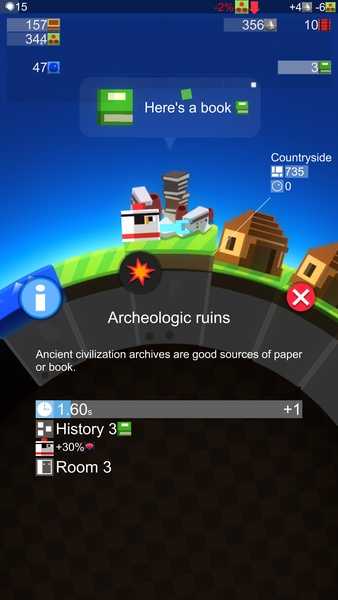 15
-2%
+4
-6
157
356
10
344
47
3
Here's a book
Countryside
735
0
Archeologic ruins
Ancient civilization archives are good sources of paper
or book.
1.60s
+1
History 3
+30%
Room 3